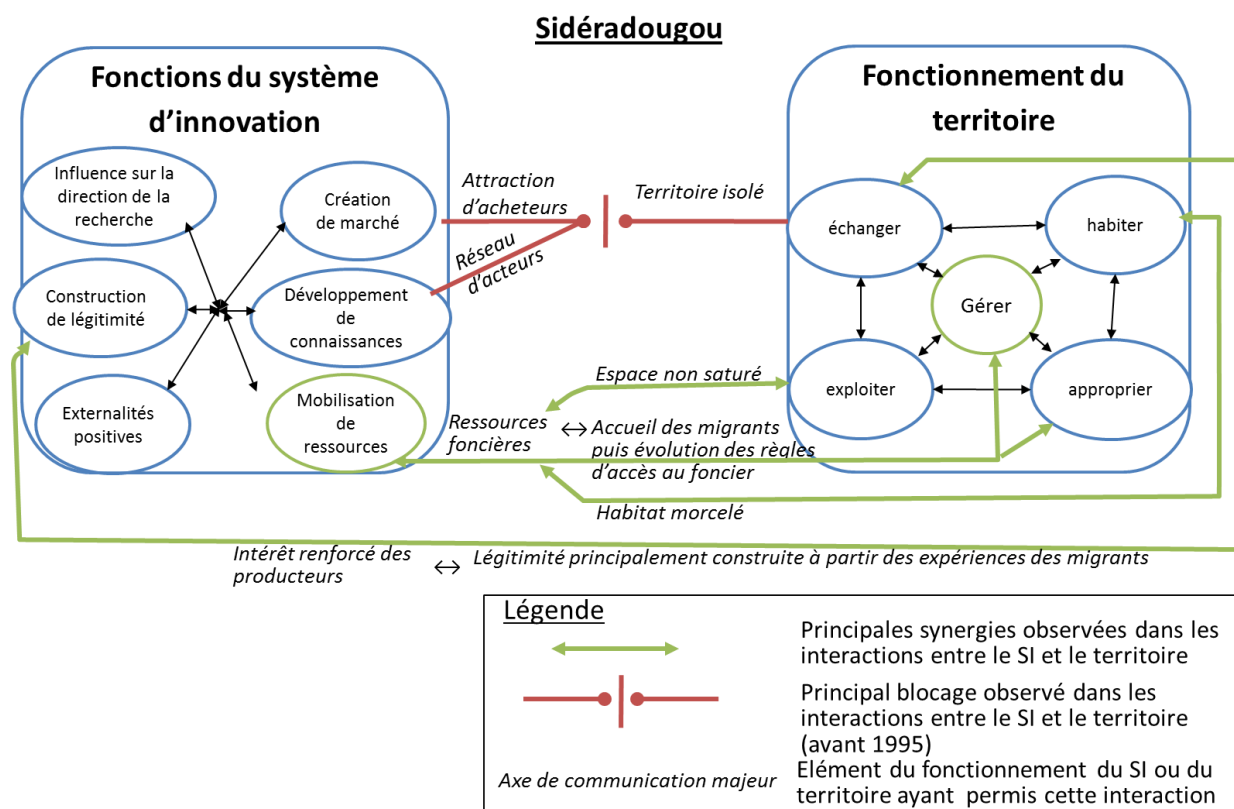 Sidéradougou
Fonctions du système
d’innovation
Influence sur la
direction de la
recherche
Création
de marché
Construction
de légitimité
Développement
de
connaissances
Externalités
positives
Mobilisation
de
ressources
Attraction
d’acheteurs
Réseau
d’acteurs
Territoire isolé
Fonctionnement du
territoire
échanger
habiter
Gérer
exploiter
approprier
Espace non saturé
Ressources
foncières
↔ Accueil des migrants
puis évolution des règles
d’accès au foncier
Habitat morcelé
Intérêt renforcé des
producteurs
↔ Légitimité principalement construite à partir des expériences des migrants
Légende
Principales synergies observées dans les
interactions entre le SI et le territoire
Principal blocage observé dans les
interactions entre le SI et le territoire
(avant 1995)
Axe de communication majeur
Elément du fonctionnement du SI ou du
territoire ayant permis cette interaction